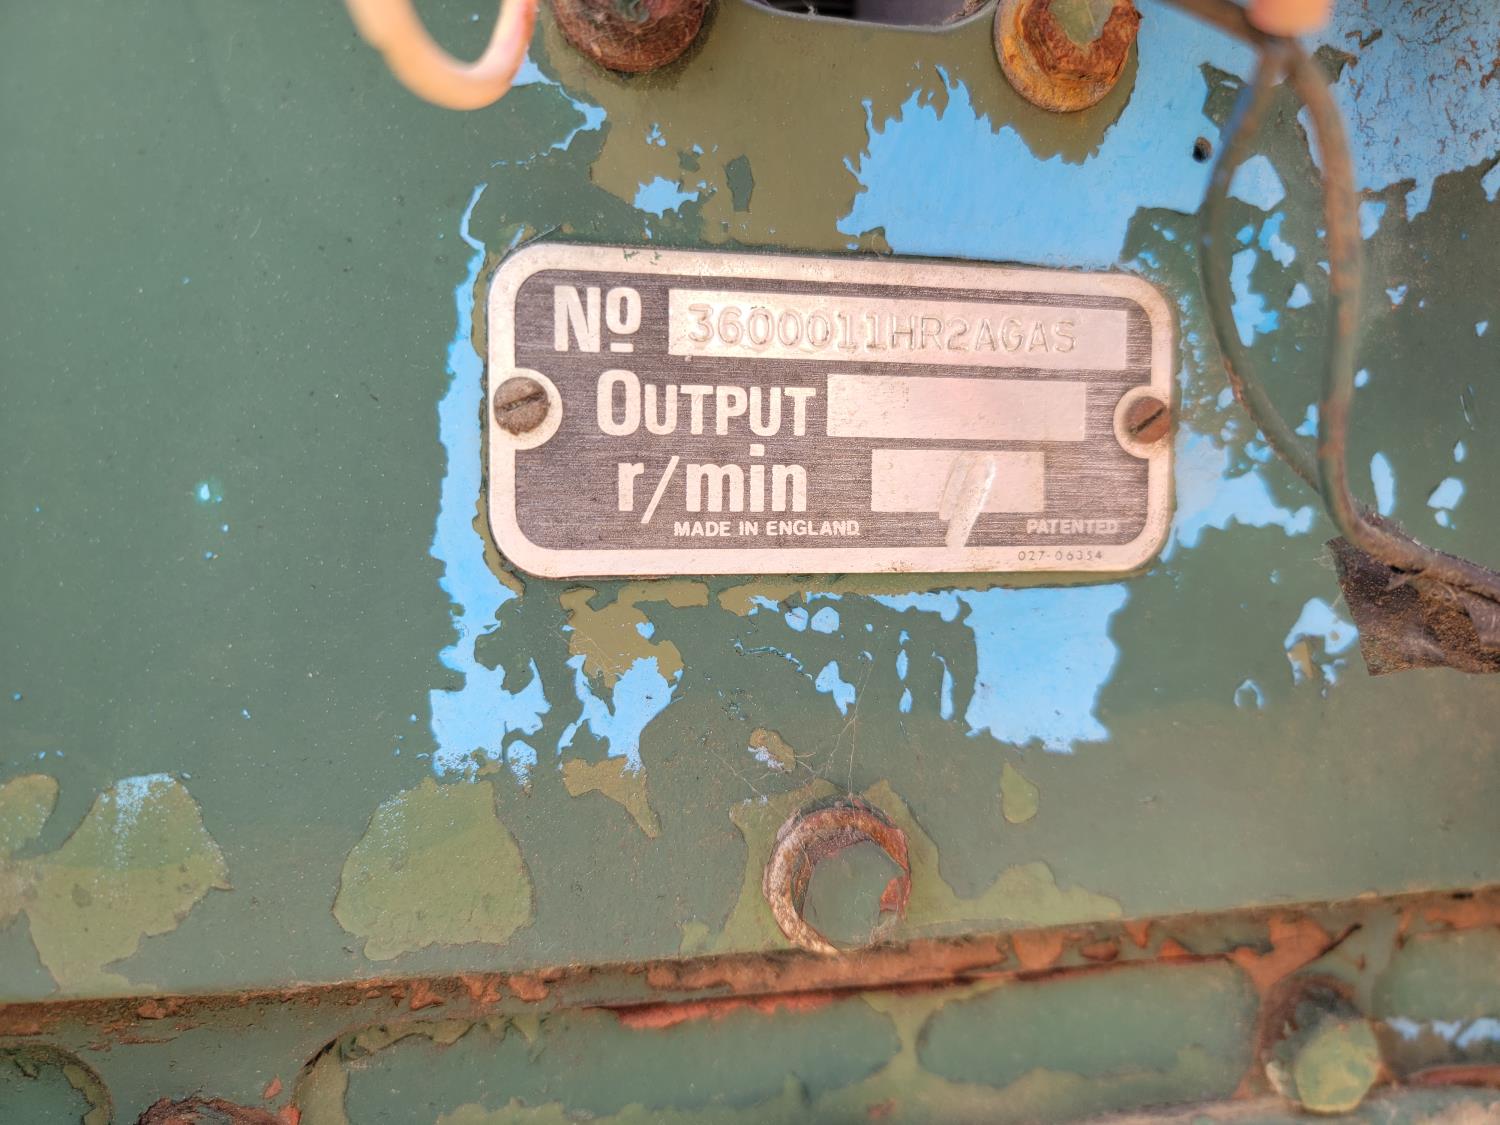 Nº 3600011HR2AGAS
OUTPUT
r/min
MADE IN ENGLAND PATENTED
027-06354